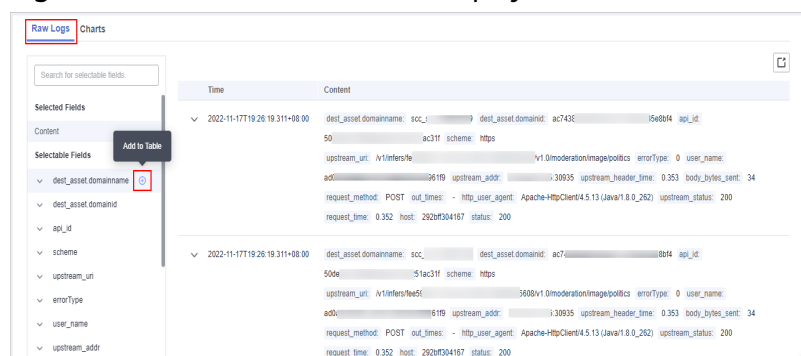 Raw Logs Charts
Search for selectable fields.
Selected Fields
Content
Add to Table
Selectable Fields
dest_asset.domainname
dest_asset.domainid
api_id
scheme
upstream_uri
errorType
user_name
upstream_addr
Time Content
2022-11-17T19:26:19.311+08:00 dest_asset.domainname: scc_ dest_asset.domainid: ac7438 i5e8bf4 api_id:
50 ac31f scheme: https
upstream_uri: /v1/infers/fe /v1.0/moderation/image/politics errorType: 0 user_name:
ad0 961f9 upstream_addr: :30935 upstream_header_time: 0.353 body_bytes_sent: 34
request_method: POST out_times: - http_user_agent: Apache-HttpClient/4.5.13 (Java/1.8.0_262) upstream_status: 200
request_time: 0.352 host: 292bff304167 status: 200
2022-11-17T19:26:19.311+08:00 dest_asset.domainname: scc_ dest_asset.domainid: ac7 8bf4 api_id:
50de 51ac31f scheme: https
upstream_uri: /v1/infers/fee5 5608/v1.0/moderation/image/politics errorType: 0 user_name:
ad0 61f9 upstream_addr: :30935 upstream_header_time: 0.353 body_bytes_sent: 34
request_method: POST out_times: - http_user_agent: Apache-HttpClient/4.5.13 (Java/1.8.0_262) upstream_status: 200
request_time: 0.352 host: 292bff304167 status: 200